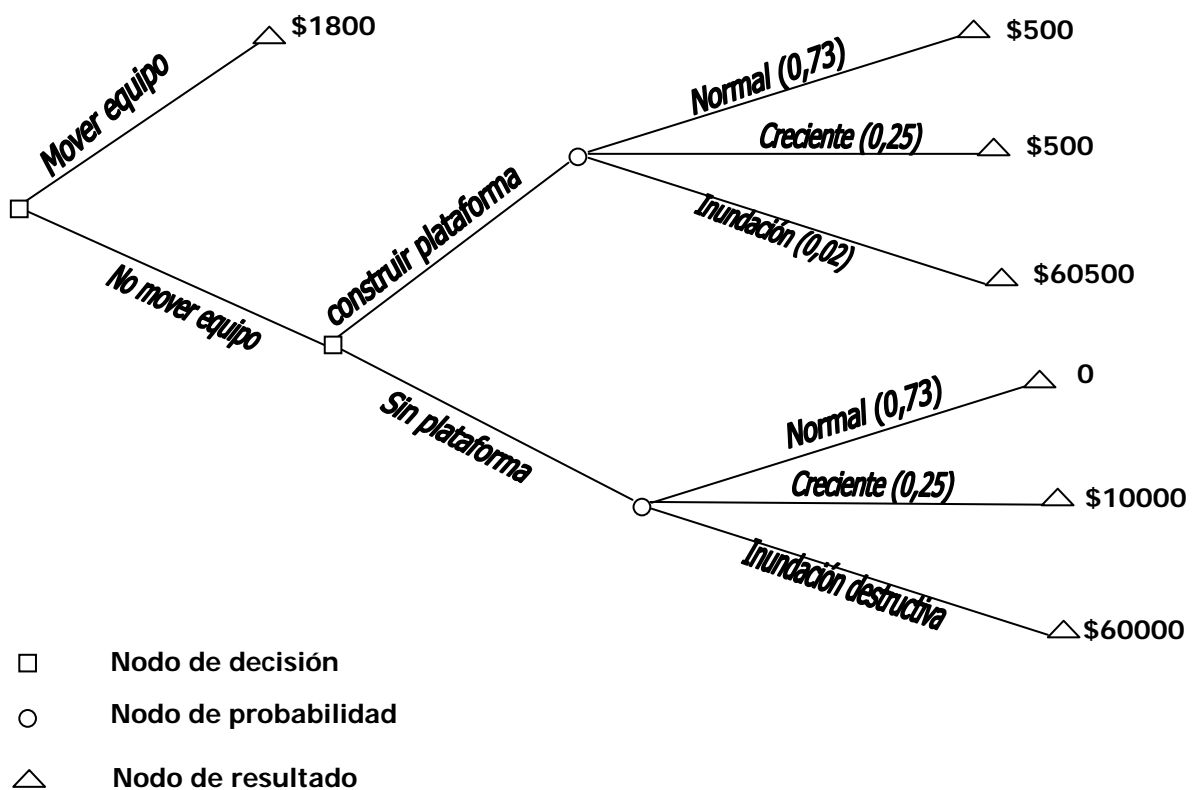 $1800
Mover equipo
No mover equipo
construir plataforma
Normal (0,73)
$500
Creciente (0,25)
$500
Inundación (0,02)
$60500
Sin plataforma
Normal (0,73)
0
Creciente (0,25)
$10000
Inundación destructiva
$60000
Nodo de decisión
Nodo de probabilidad
Nodo de resultado